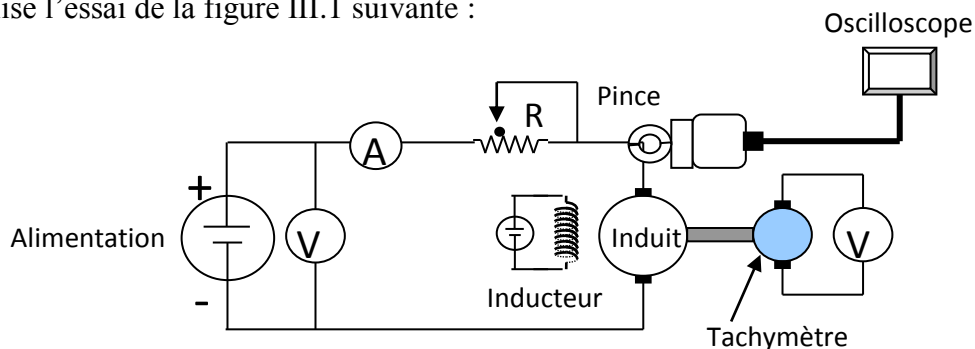 ise l'essai de la figure III.1 suivante :
Oscilloscope
Pince
R
A
+
Alimentation
V
Induit
V
-
Inducteur
Tachymètre